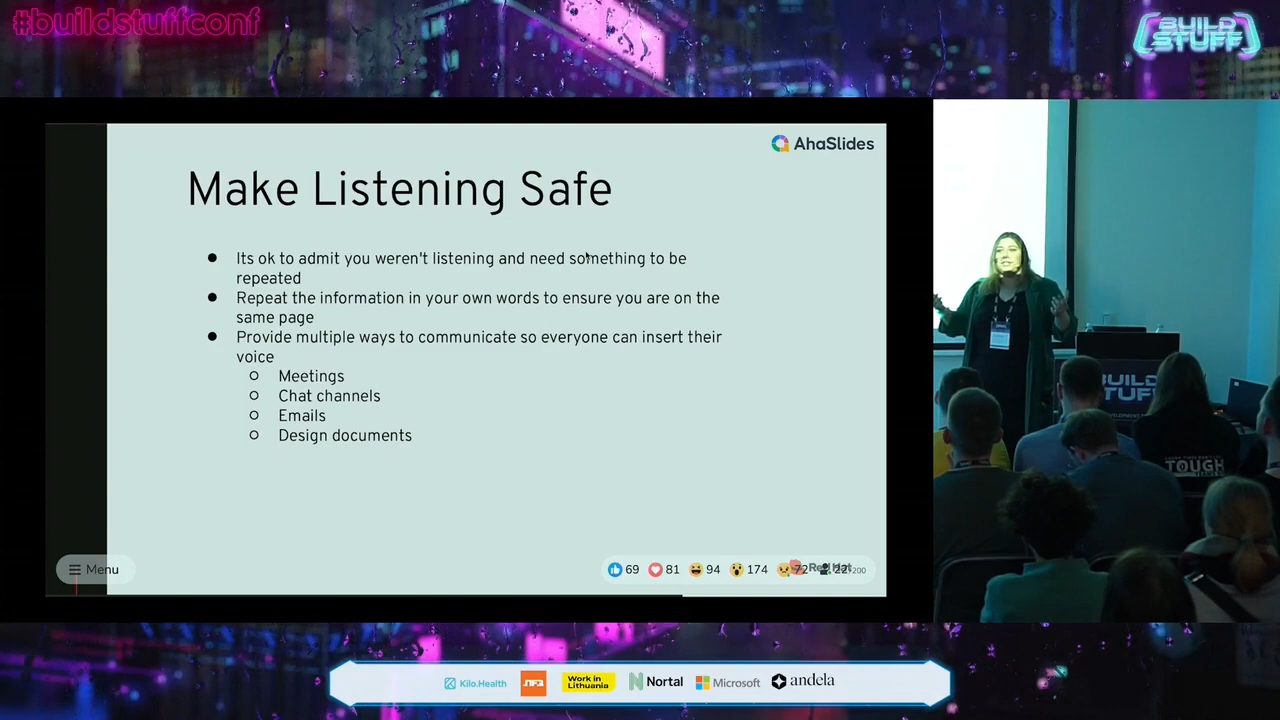 #buildstuffconf
BUILD
STUFF
AhaSlides
Make Listening Safe
Its ok to admit you weren't listening and need something to be
repeated
Repeat the information in your own words to ensure you are on the
same page
Provide multiple ways to communicate so everyone can insert their
voice
Meetings
Chat channels
Emails
Design documents
Menu
69 81 94 174 72
TOUGH
Kilo.Health
Work in
Lithuania
Nortal
Microsoft
andela